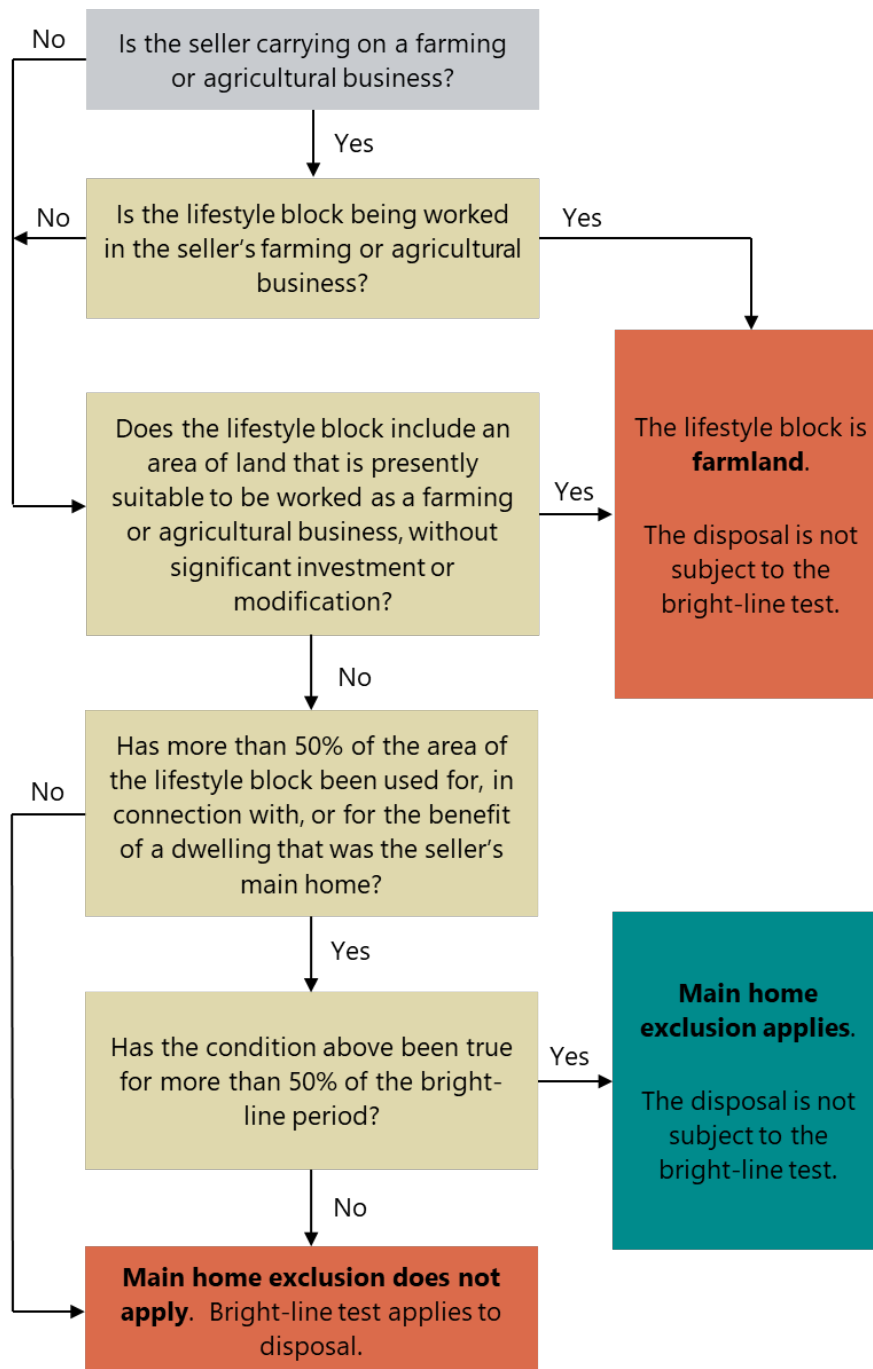 No
Is the seller carrying on a farming
or agricultural business?
Yes
No
Is the lifestyle block being worked
in the seller’s farming or agricultural
business?
Yes
The lifestyle block is
farmland.
The disposal is not
subject to the
bright-line test.
Does the lifestyle block include an
area of land that is presently
suitable to be worked as a farming
or agricultural business, without
significant investment or
modification?
Yes
No
Has more than 50% of the area of
the lifestyle block been used for, in
connection with, or for the benefit
of a dwelling that was the seller’s
main home?
No
Yes
Has the condition above been true
for more than 50% of the bright-
line period?
Yes
Main home
exclusion applies.
The disposal is not
subject to the
bright-line test.
No
Main home exclusion does not
apply. Bright-line test applies to
disposal.